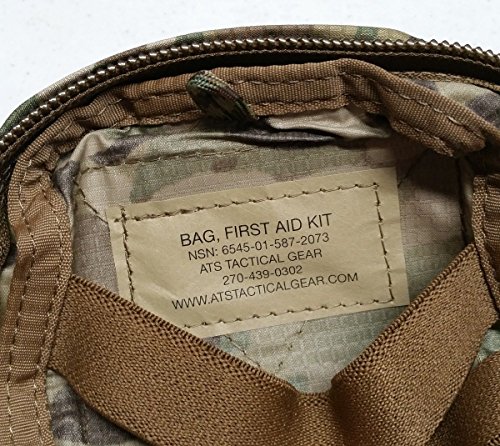 BAG, FIRST AID KIT
NSN: 6545-01-587-2073
ATS TACTICAL GEAR
270-439-0302
WWW.ATSTACTICALGEAR.COM